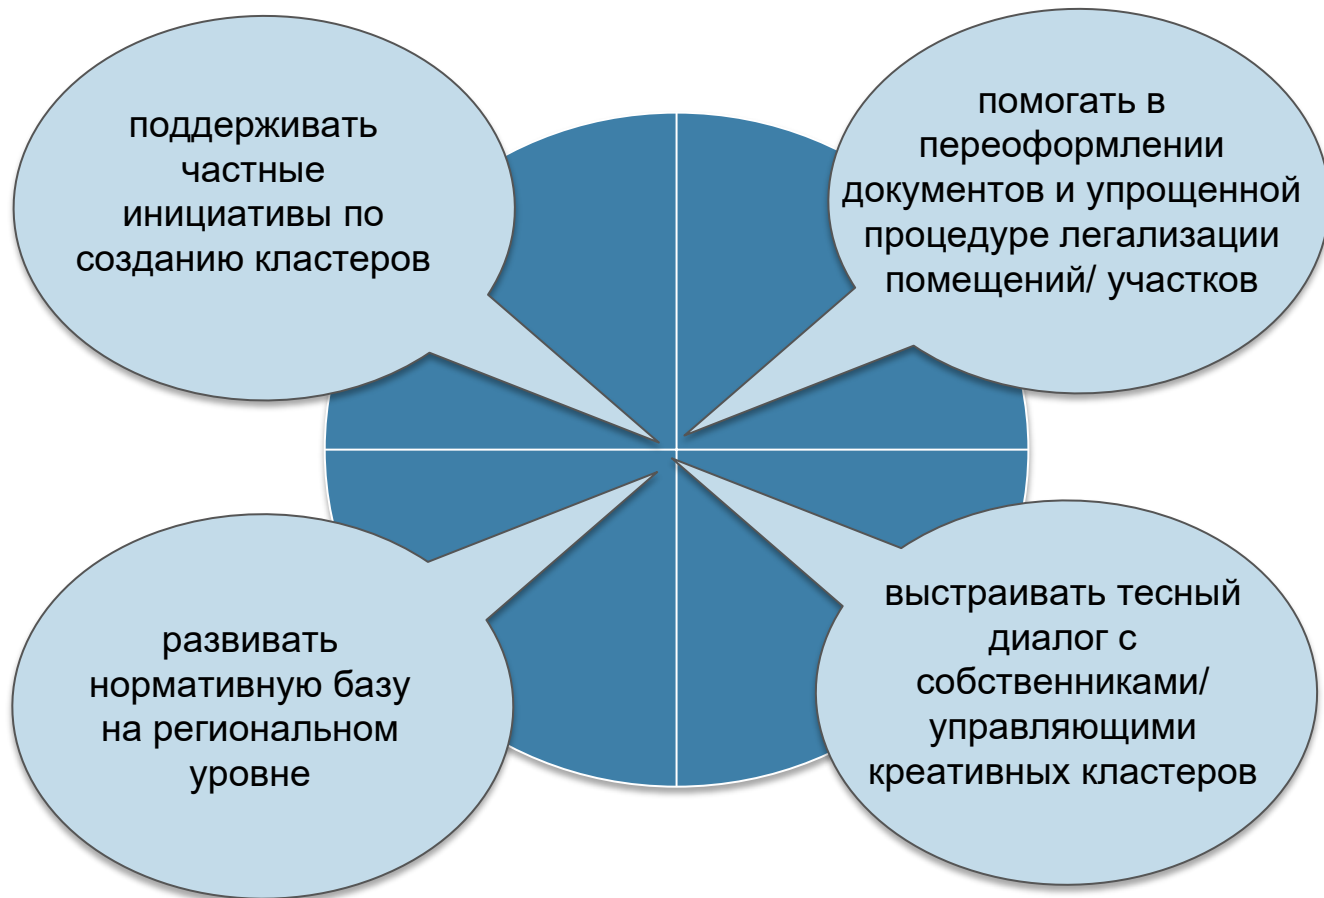 поддерживать
частные
инициативы по
созданию кластеров
помогать в
переоформлении
документов и упрощенной
процедуре легализации
помещений/ участков
развивать
нормативную базу
на региональном
уровне
выстраивать тесный
диалог с
собственниками/
управляющими
креативных кластеров